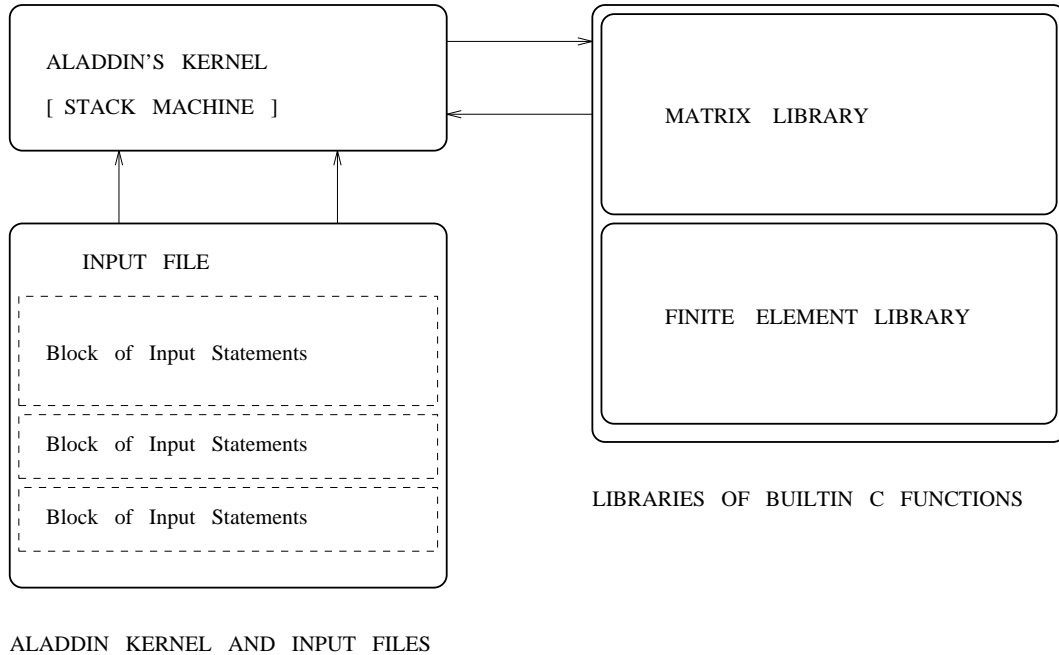 ALADDIN'S KERNEL
[ STACK MACHINE ]
MATRIX LIBRARY
INPUT FILE
Block of Input Statements
Block of Input Statements
Block of Input Statements
FINITE ELEMENT LIBRARY
LIBRARIES OF BUILTIN C FUNCTIONS
ALADDIN KERNEL AND INPUT FILES